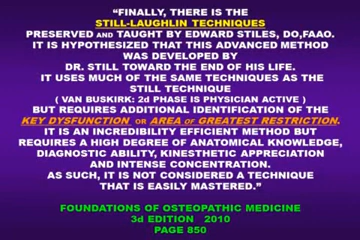 "FINALLY, THERE IS THE
STILL-LAUGHLIN TECHNIQUES
PRESERVED AND TAUGHT BY EDWARD STILES, DO,FAAO.
IT IS HYPOTHESIZED THAT THIS ADVANCED METHOD
WAS DEVELOPED BY
DR. STILL TOWARD THE END OF HIS LIFE.
IT USES MUCH OF THE SAME TECHNIQUES AS THE
STILL TECHNIQUE
( VAN BUSKIRK: 2d PHASE IS PHYSICIAN ACTIVE )
BUT REQUIRES ADDITIONAL IDENTIFICATION OF THE
KEY DYSFUNCTION OR AREA OF GREATEST RESTRICTION.
IT IS AN INCREDIBILITY EFFICIENT METHOD BUT
REQUIRES A HIGH DEGREE OF ANATOMICAL KNOWLEDGE,
DIAGNOSTIC ABILITY, KINESTHETIC APPRECIATION
AND INTENSE CONCENTRATION.
AS SUCH, IT IS NOT CONSIDERED A TECHNIQUE
THAT IS EASILY MASTERED."
FOUNDATIONS OF OSTEOPATHIC MEDICINE
3d EDITION 2010
PAGE 850